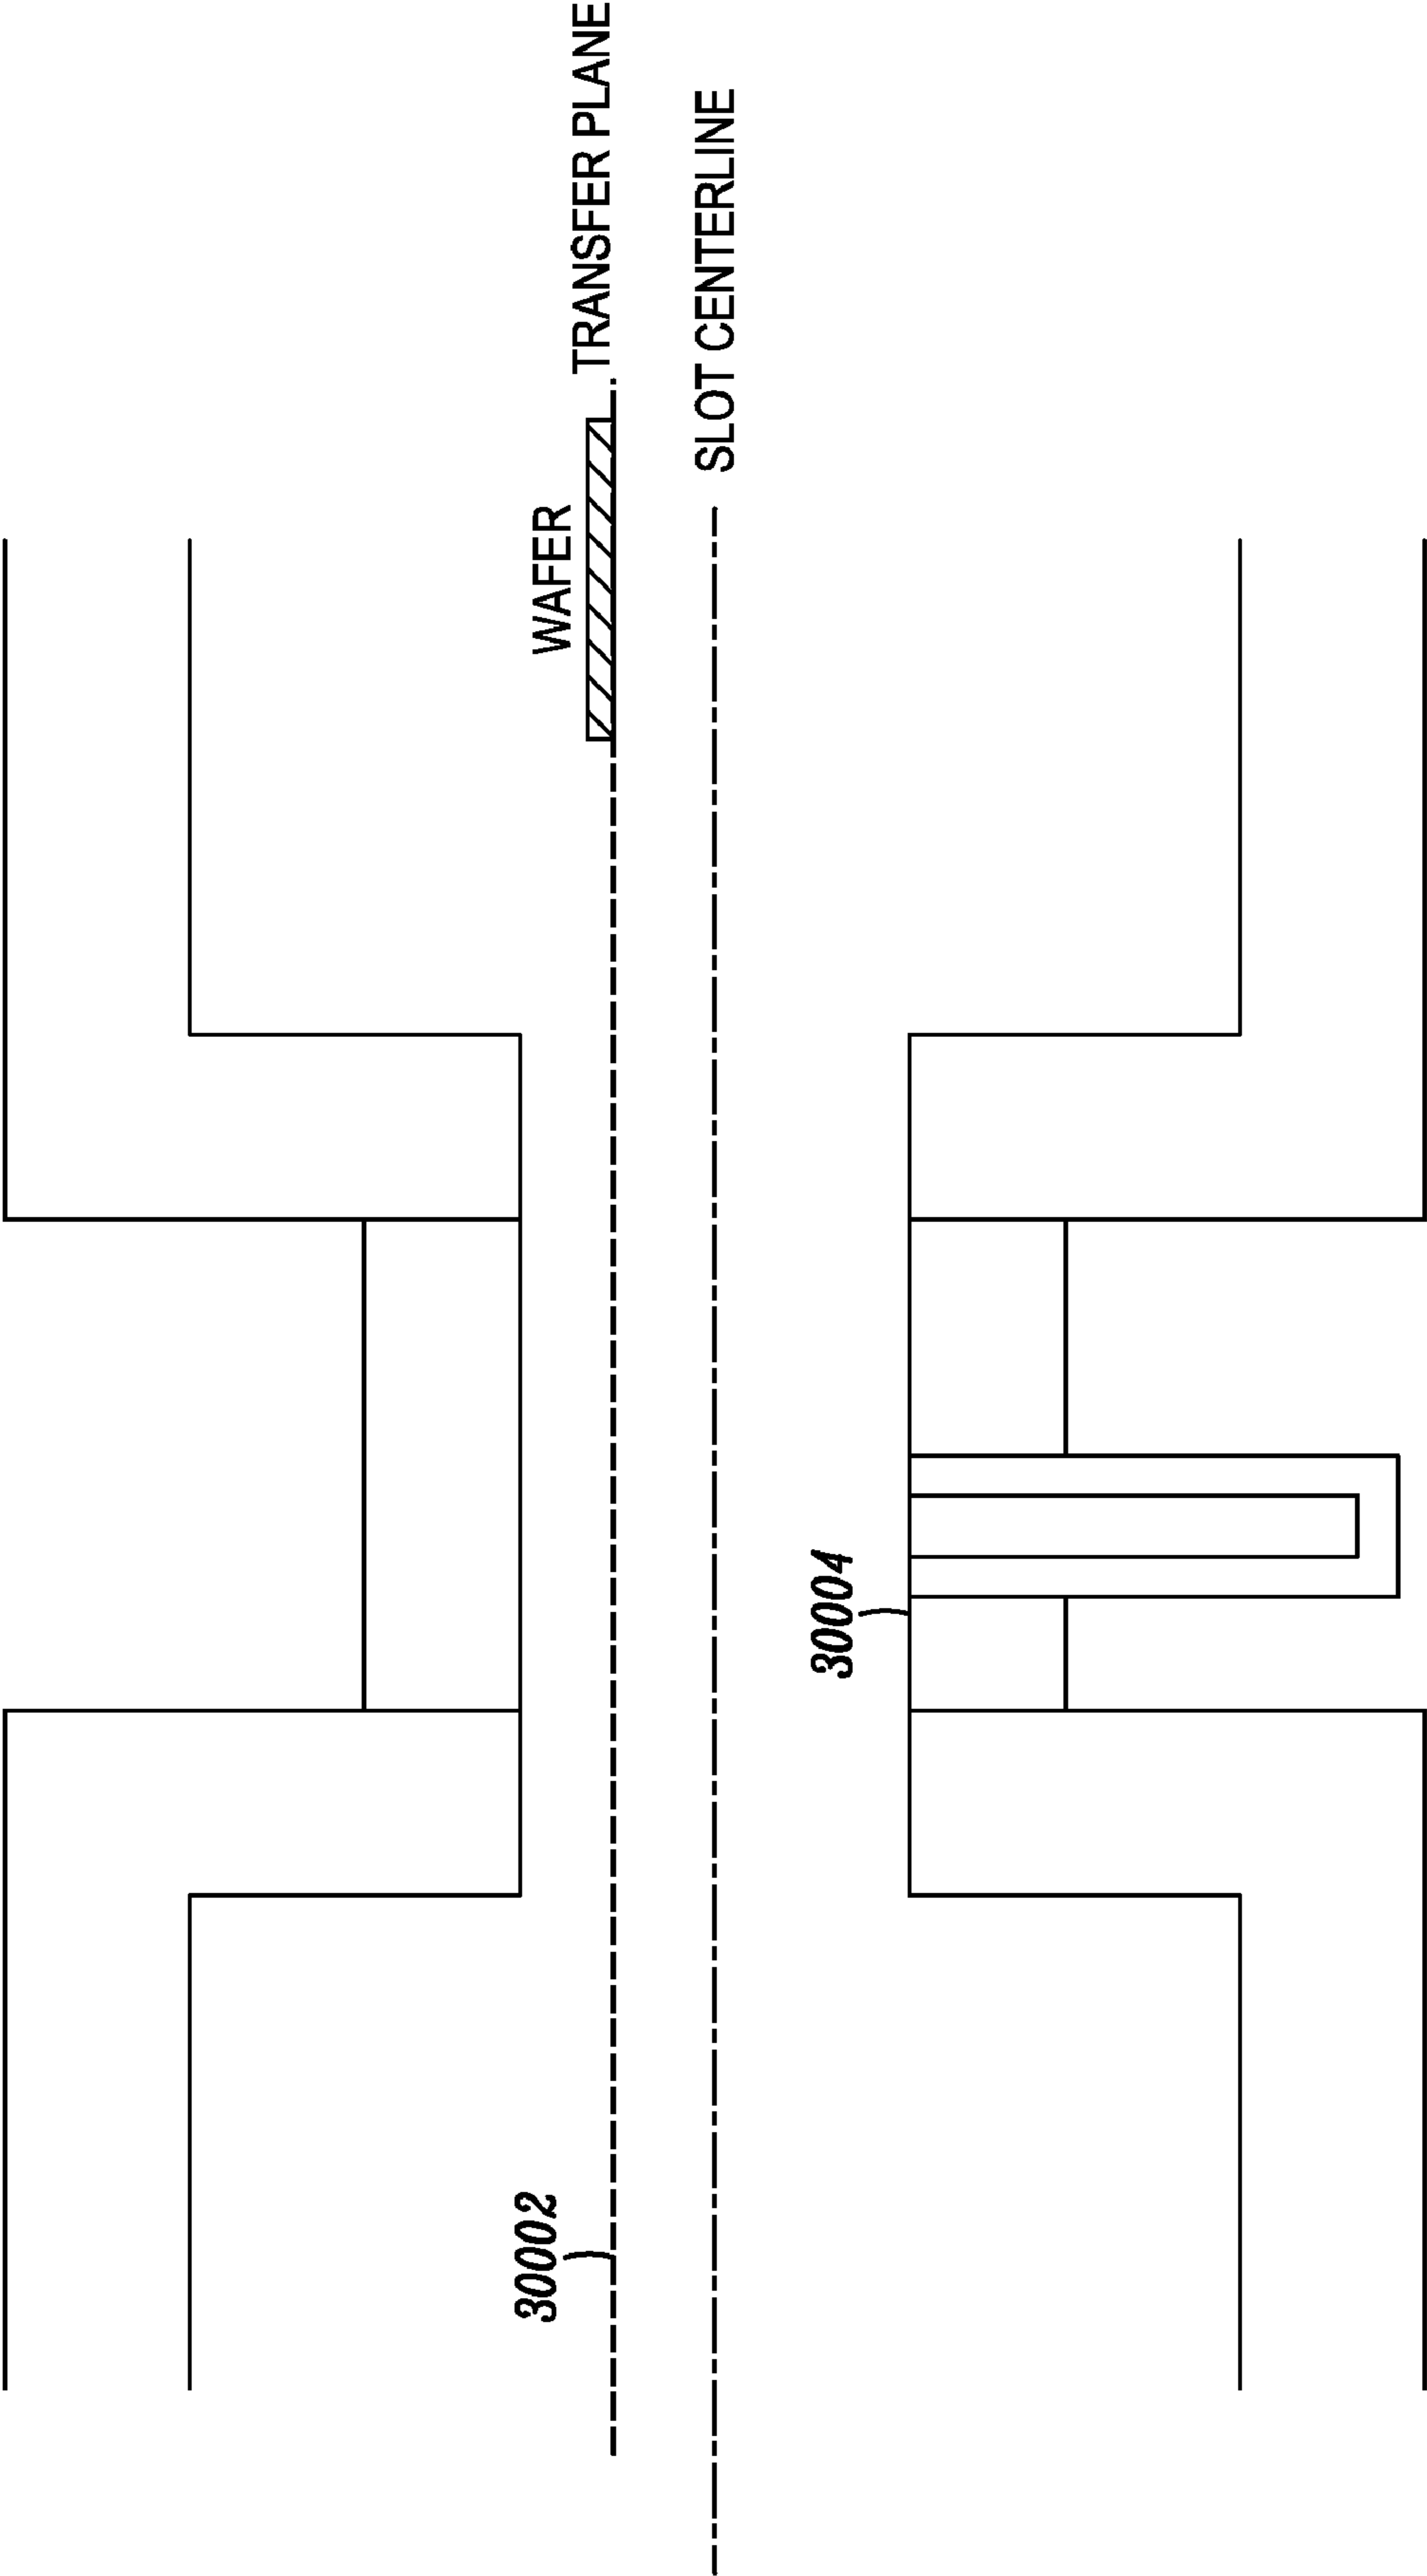 WAFER
TRANSFER PLANE
SLOT CENTERLINE
30002
30004